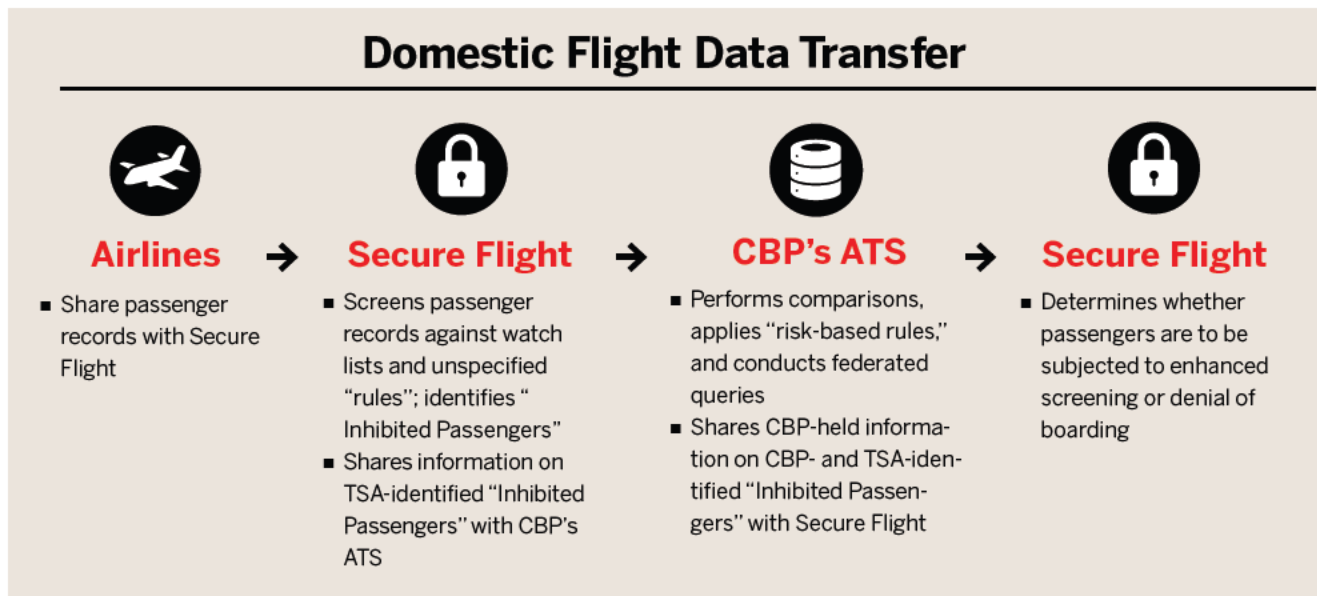 Domestic Flight Data Transfer
Airlines
■ Share passenger
records with Secure
Flight
Secure Flight
■ Screens passenger
records against watch
lists and unspecified
“rules”; identifies “
Inhibited Passengers”
■ Shares information on
TSA-identified “Inhibited
Passengers” with CBP’s
ATS
CBP’s ATS
■ Performs comparisons,
applies “risk-based rules,”
and conducts federated
queries
■ Shares CBP-held informa-
tion on CBP- and TSA-iden-
tified “Inhibited Passen-
gers” with Secure Flight
Secure Flight
■ Determines whether
passengers are to be
subjected to enhanced
screening or denial of
boarding